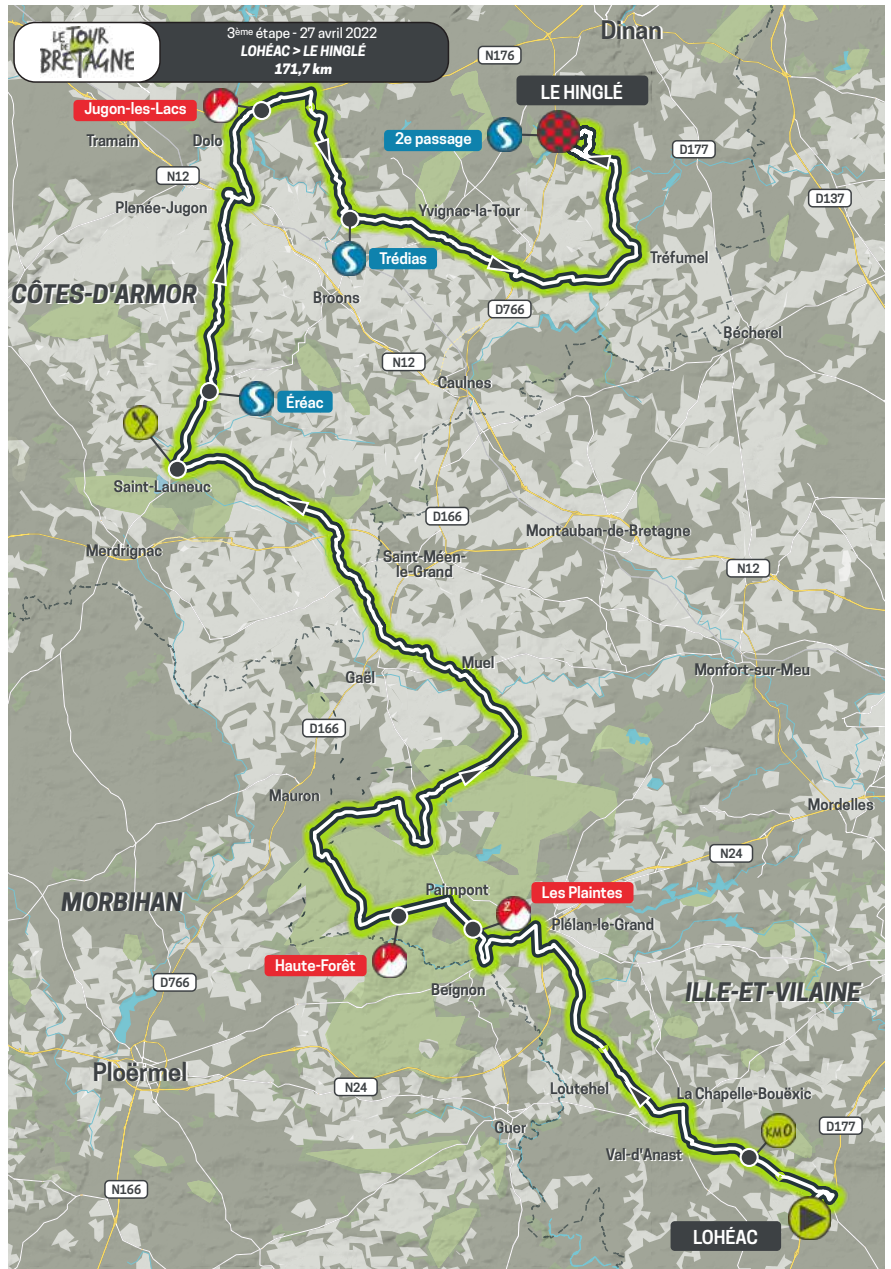 LE TOUR
DE
BRETAGNE
3ème étape - 27 avril 2022
LOHÉAC > LE HINGLÉ
171,7 km
Dinan
N176
LE HINGLÉ
1
Jugon-les-Lacs
Tramain
Dolo
2e passage
S
D177
N12
D137
Plenée-Jugon
Yvignac-la-Tour
S
Trédias
Tréfumel
CÔTES-D'ARMOR
Broons
D766
Bécherel
N12
Caulnes
S
Éréac
Saint-Launeuc
D166
Montauban-de-Bretagne
Merdrignac
Saint-Méen-
le-Grand
N12
Muel
Monfort-sur-Meu
Gaël
D166
Mauron
Mordelles
N24
Paimpont
2
Les Plaintes
MORBIHAN
Plélan-le-Grand
Haute-Forêt
1
Beignon
D766
ILLE-ET-VILAINE
Ploërmel
N24
Loutehel
La Chapelle-Bouëxic
Guer
KM0
D177
Val-d'Anast
N166
LOHÉAC